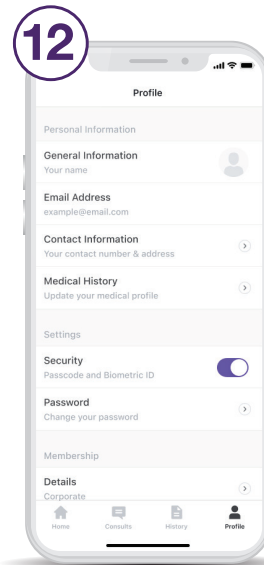 12
Profile
Personal Information
General Information
Your name
Email Address
example@email.com
Contact Information
Your contact number & address
Medical History
Update your medical profile
Settings
Security
Passcode and Biometric ID
Password
Change your password
Membership
Details
Corporate
Home Consults History Profile